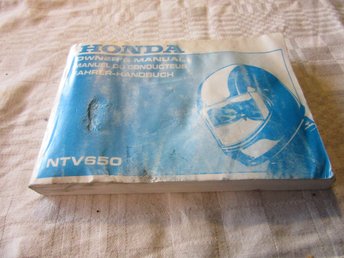 HONDA
OWNER'S MANUAL
MANUEL DU CONDUCTEUR
FAHRER-HANDBUCH
NTV650